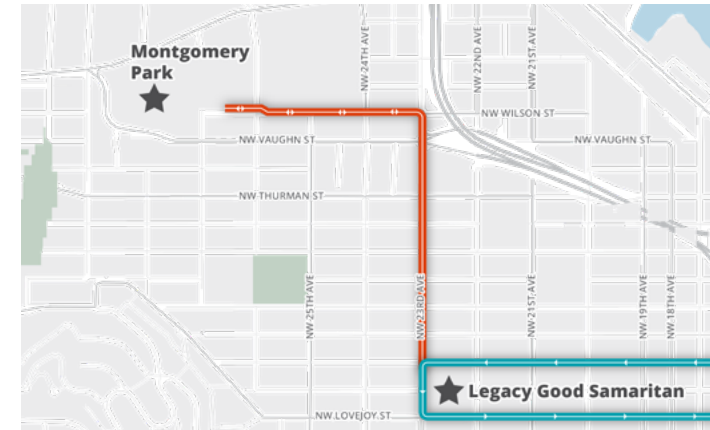 Montgomery
Park
NW 24TH AVE
NW 22ND AVE
NW 21ST AVE
NW WILSON ST
NW VAUGHN ST
NW VAUGHN ST
NW THURMAN ST
NW 25TH AVE
NW 23RD AVE
NW 21ST AVE
NW 19TH AVE
NW 18TH AVE
Legacy Good Samaritan
NW LOVEJOY ST